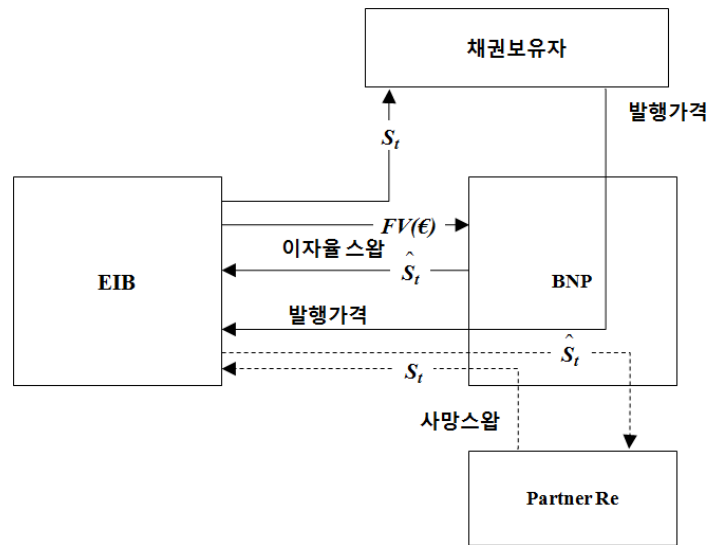 채권보유자
발행가격
S_t
FV(€)
이자율 스왑
Ŝ_t
EIB
BNP
발행가격
Ŝ_t
S_t
사망스왑
Partner Re